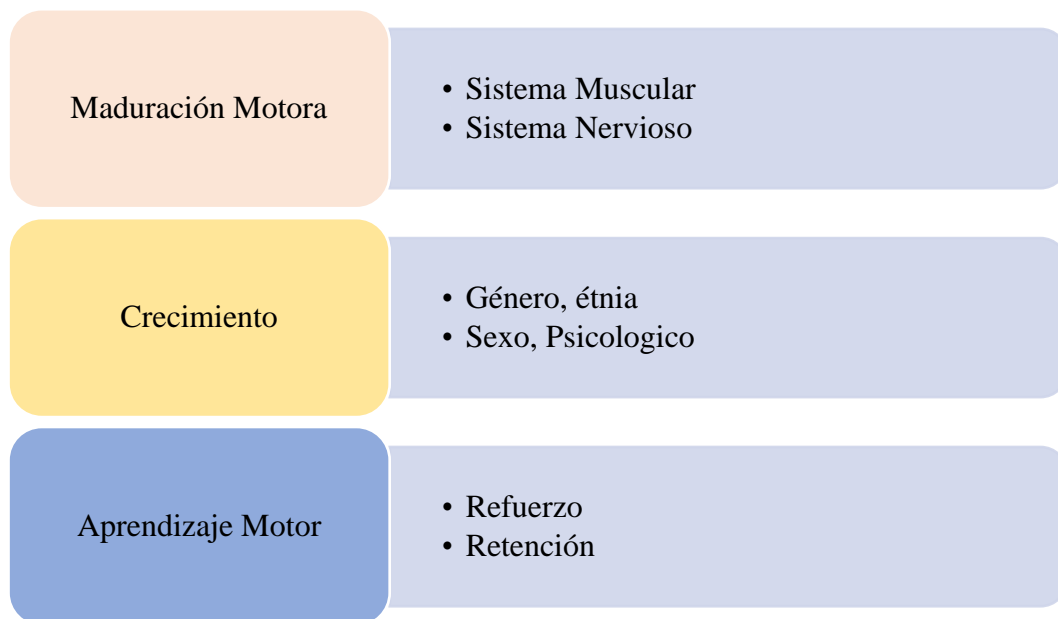 Maduración Motora
• Sistema Muscular
• Sistema Nervioso
Crecimiento
• Género, étnia
• Sexo, Psicologico
Aprendizaje Motor
• Refuerzo
• Retención